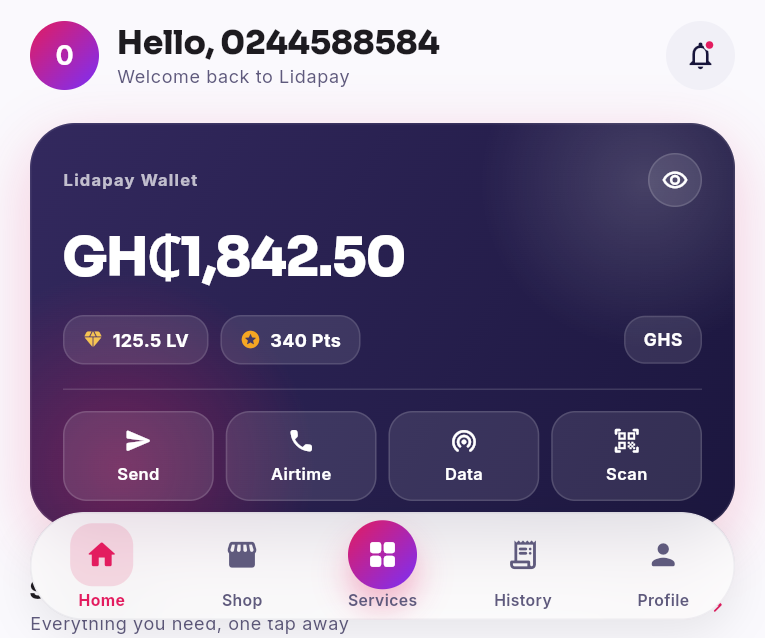 0
Hello, 0244588584
Welcome back to Lidapay
Lidapay Wallet
GH₵1,842.50
125.5 LV
340 Pts
GHS
Send
Airtime
Data
Scan
Home
Shop
Services
History
Profile
Everything you need, one tap away